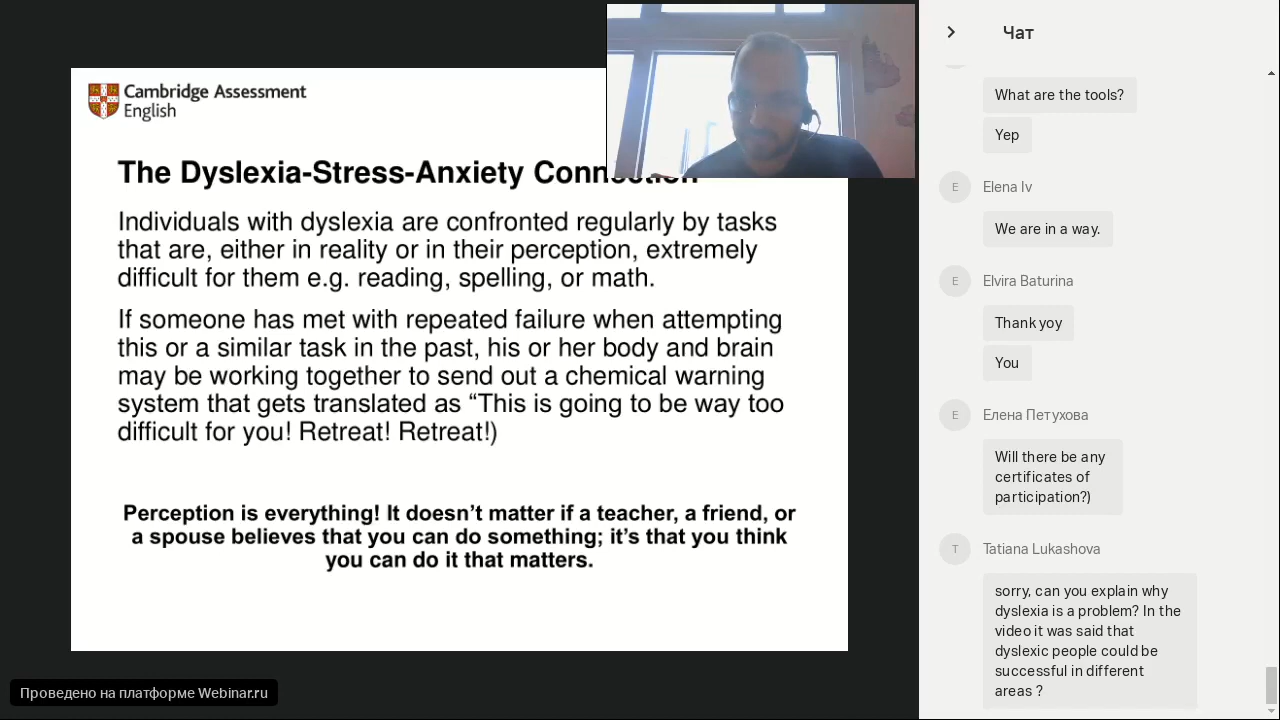 Cambridge Assessment
English
The Dyslexia-Stress-Anxiety
Individuals with dyslexia are confronted regularly by tasks
that are, either in reality or in their perception, extremely
difficult for them e.g. reading, spelling, or math.
If someone has met with repeated failure when attempting
this or a similar task in the past, his or her body and brain
may be working together to send out a chemical warning
system that gets translated as “This is going to be way too
difficult for you! Retreat! Retreat!)
Perception is everything! It doesn’t matter if a teacher, a friend, or
a spouse believes that you can do something; it’s that you think
you can do it that matters.
Проведено на платформе Webinar.ru
Чат
What are the tools?
Yep
E
Elena Iv
We are in a way.
E
Elvira Baturina
Thank yoy
You
Е
Елена Петухова
Will there be any
certificates of
participation?)
T
Tatiana Lukashova
sorry, can you explain why
dyslexia is a problem? In the
video it was said that
dyslexic people could be
successful in different
areas ?